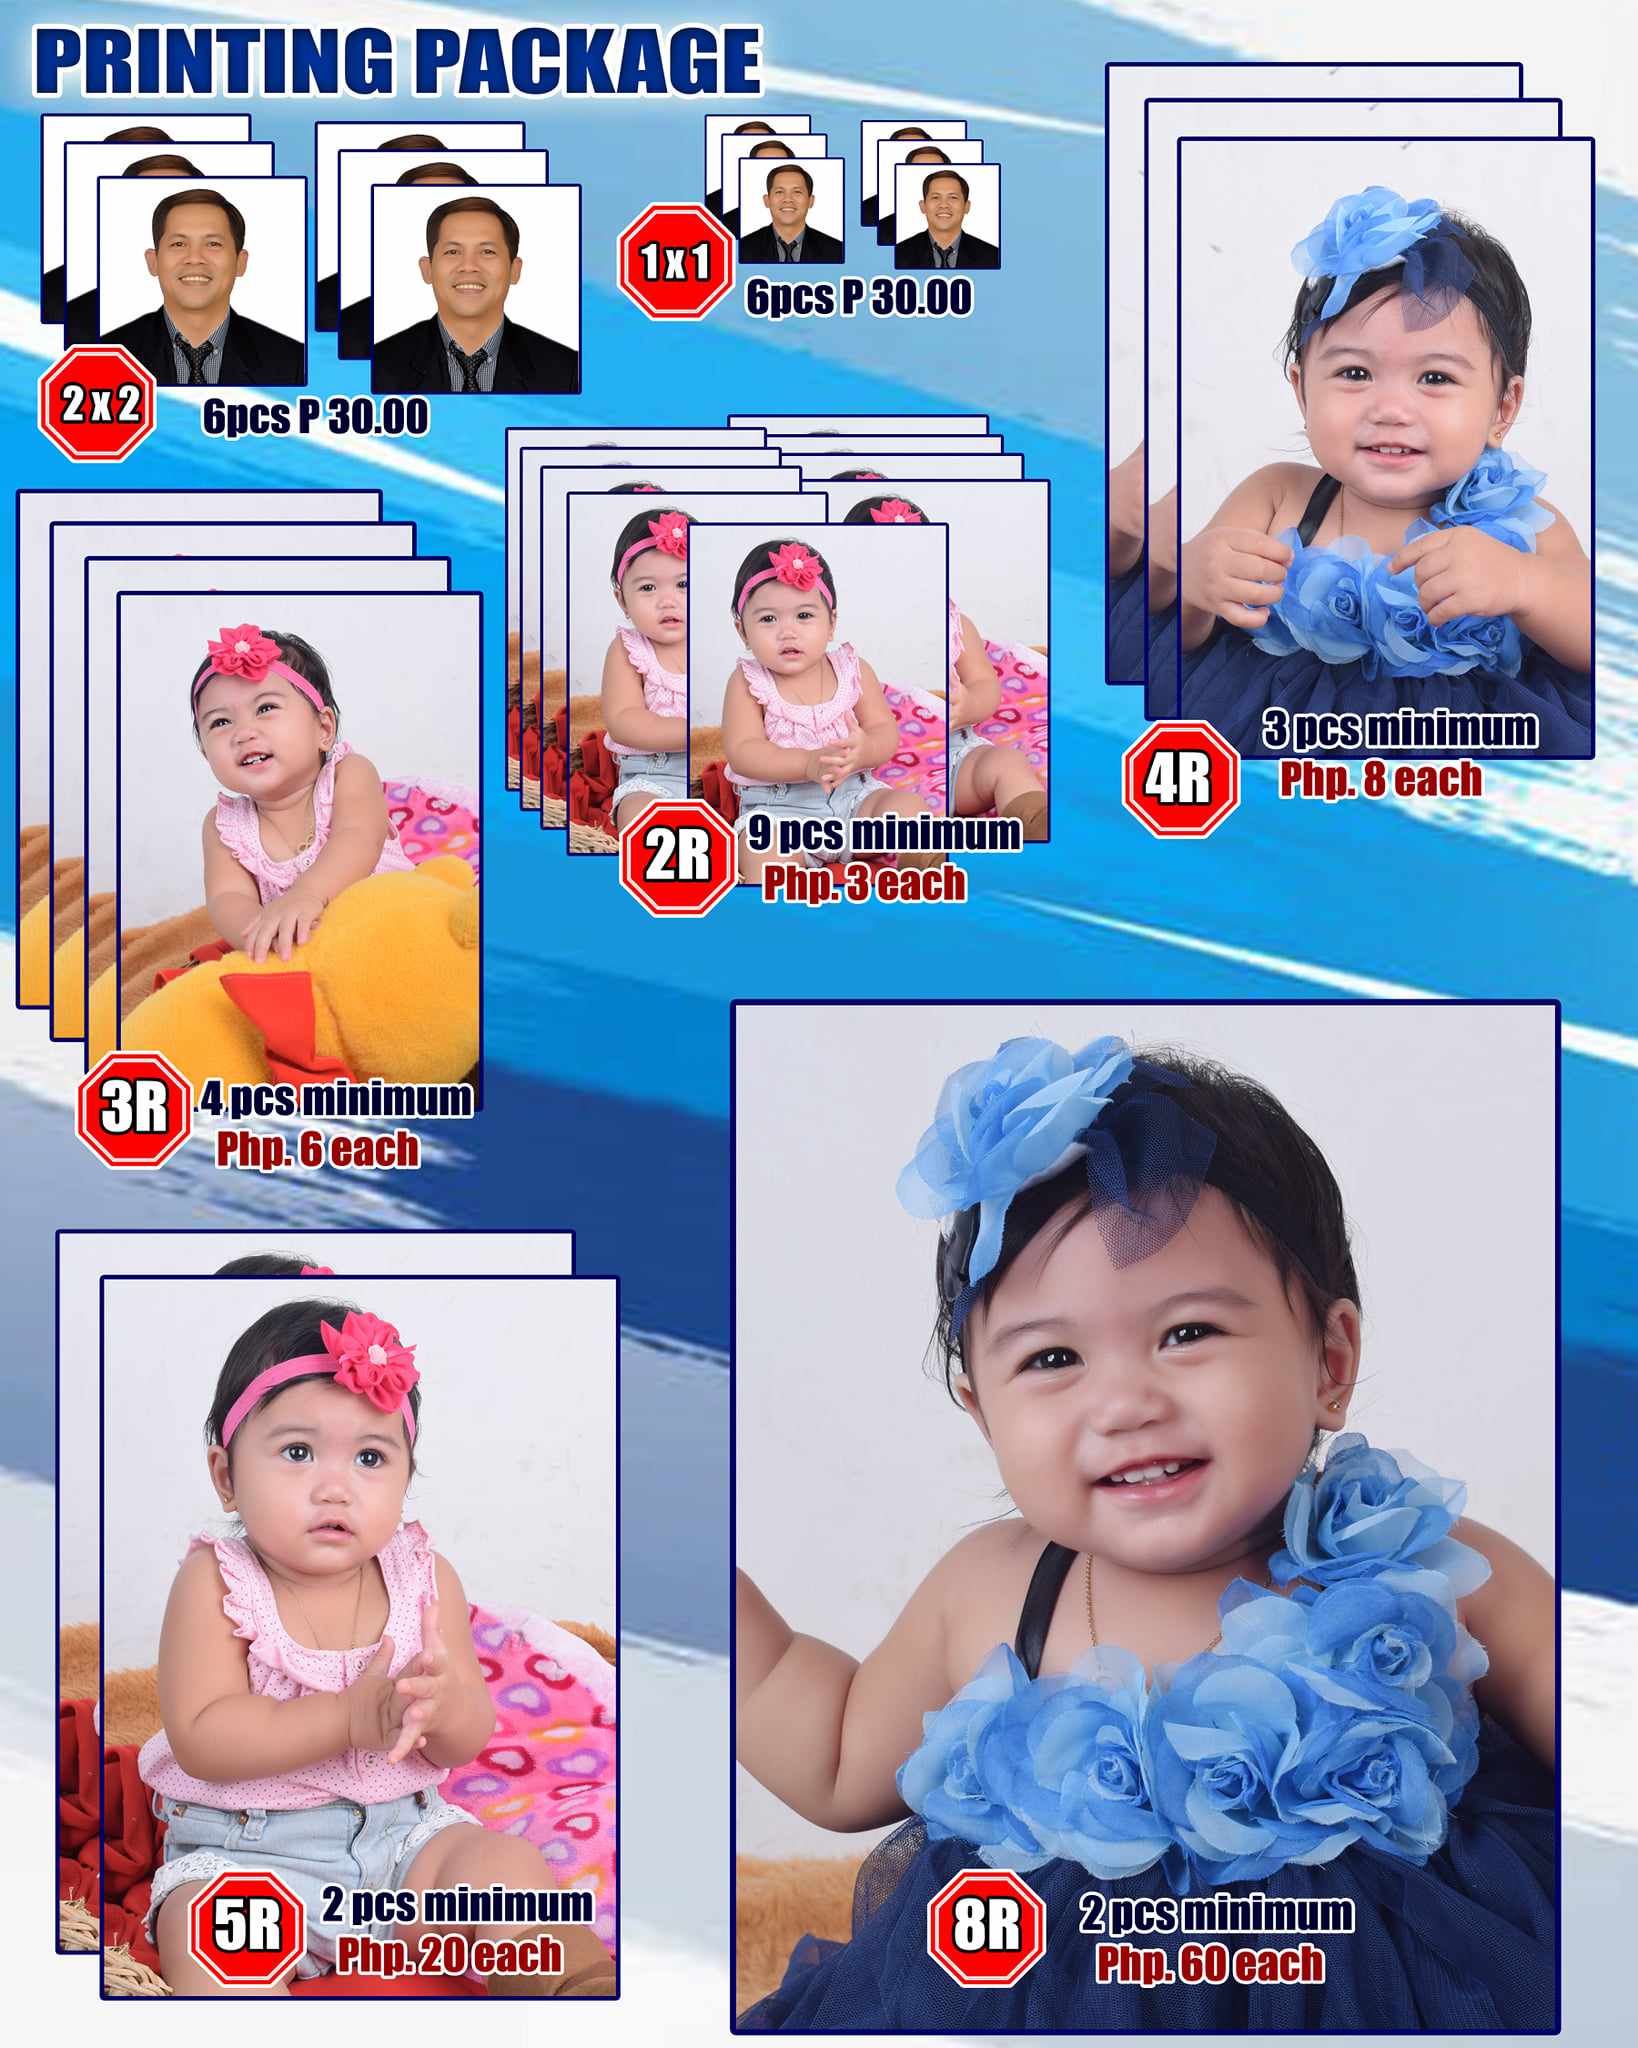 PRINTING PACKAGE
2 x 2
6pcs P 30.00
1 x 1
6pcs P 30.00
4R
3 pcs minimum
Php. 8 each
2R
9 pcs minimum
Php. 3 each
3R
4 pcs minimum
Php. 6 each
5R
2 pcs minimum
Php. 20 each
8R
2 pcs minimum
Php. 60 each